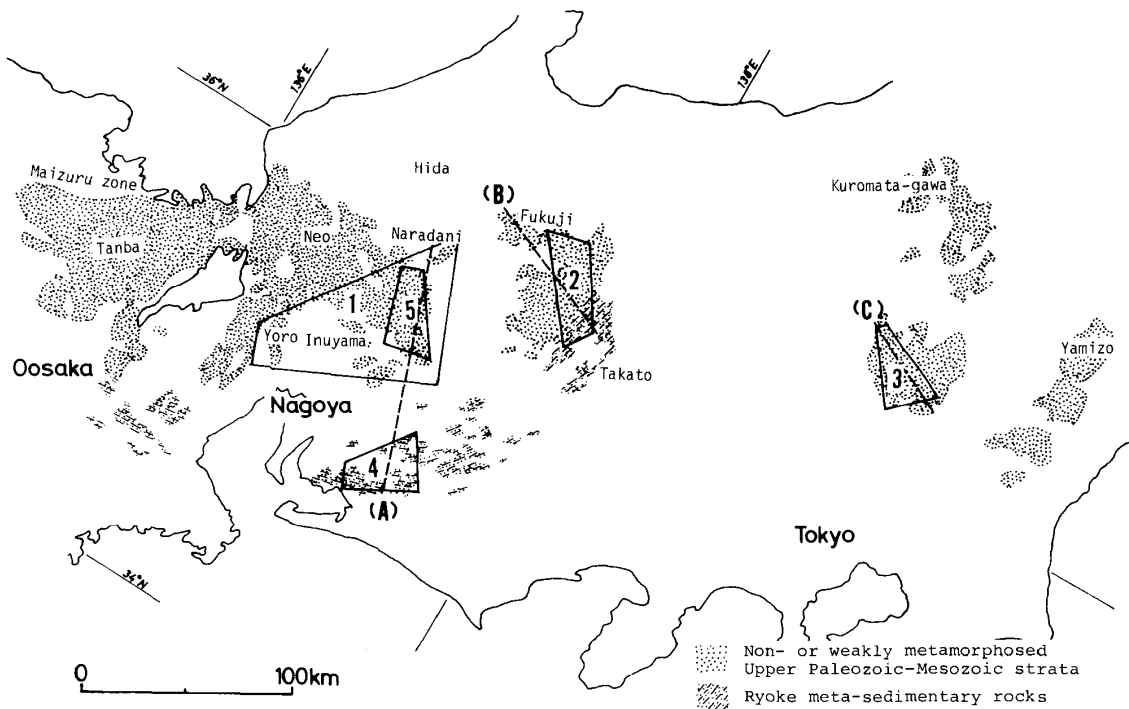 36°N
136°E
138°E
Hida
Maizuru zone
Kuromata-gawa
(B)
Fukuji
Tanba
Neo
Naradani
2
1
5
(C)
Yoro Inuyama
Yamizo
Oosaka
Takato
3
Nagoya
4
(A)
Tokyo
34°N
0 100km
Non- or weakly metamorphosed
Upper Paleozoic-Mesozoic strata
Ryoke meta-sedimentary rocks